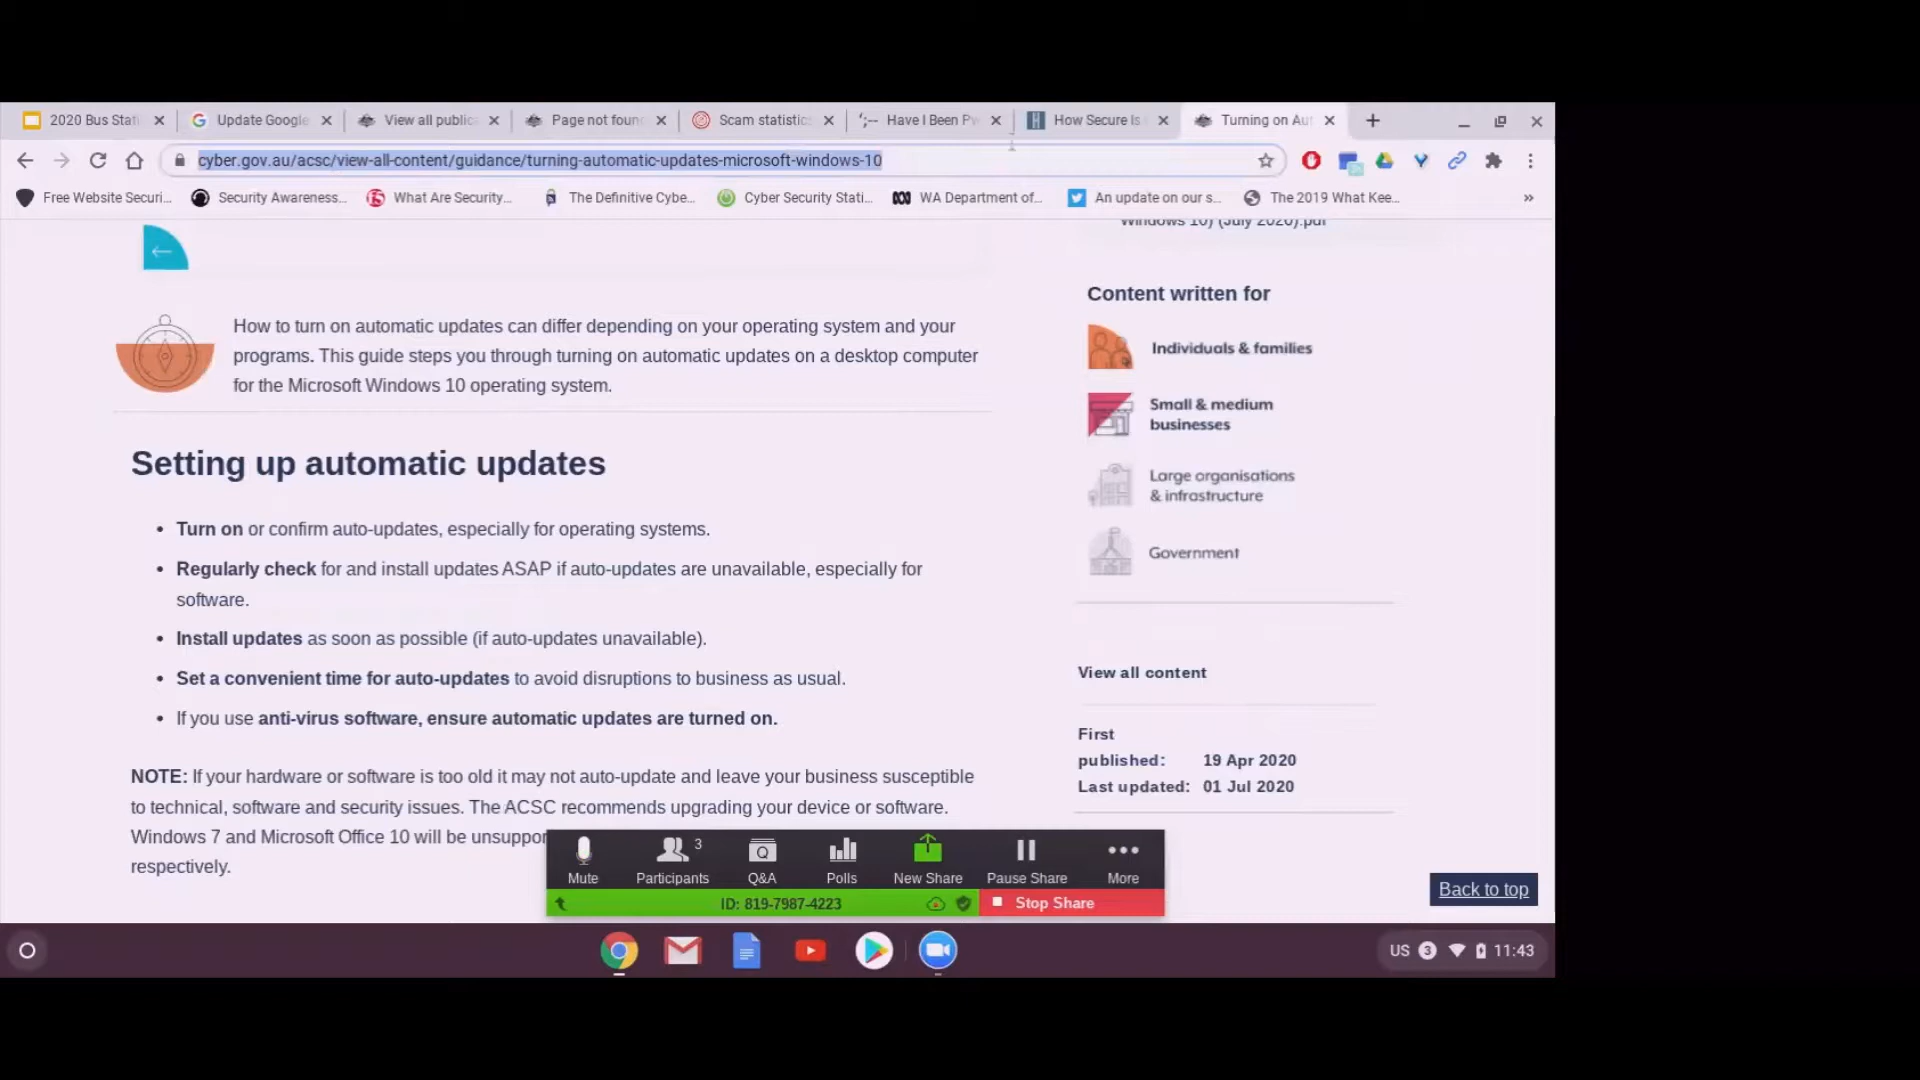 2020 Bus Stati
Update Google
View all public
Page not foun
Scam statistics
Have I Been Pw
How Secure Is
Turning on Aut
cyber.gov.au/acsc/view-all-content/guidance/turning-automatic-updates-microsoft-windows-10
Free Website Securi...
Security Awareness...
What Are Security...
The Definitive Cybe...
Cyber Security Stati...
WA Department of...
An update on our s...
The 2019 What Kee...
»
Windows 10) (July 2020).pdf
How to turn on automatic updates can differ depending on your operating system and your
programs. This guide steps you through turning on automatic updates on a desktop computer
for the Microsoft Windows 10 operating system.
Setting up automatic updates
• Turn on or confirm auto-updates, especially for operating systems.
• Regularly check for and install updates ASAP if auto-updates are unavailable, especially for
software.
• Install updates as soon as possible (if auto-updates unavailable).
• Set a convenient time for auto-updates to avoid disruptions to business as usual.
• If you use anti-virus software, ensure automatic updates are turned on.
NOTE: If your hardware or software is too old it may not auto-update and leave your business susceptible
to technical, software and security issues. The ACSC recommends upgrading your device or software.
Windows 7 and Microsoft Office 10 will be unsuppor
respectively.
Content written for
Individuals & families
Small & medium
businesses
Large organisations
& infrastructure
Government
View all content
First
published: 19 Apr 2020
Last updated: 01 Jul 2020
Back to top
3
Mute
Participants
Q&A
Polls
New Share
Pause Share
More
ID: 819-7987-4223
Stop Share
US 3 11:43